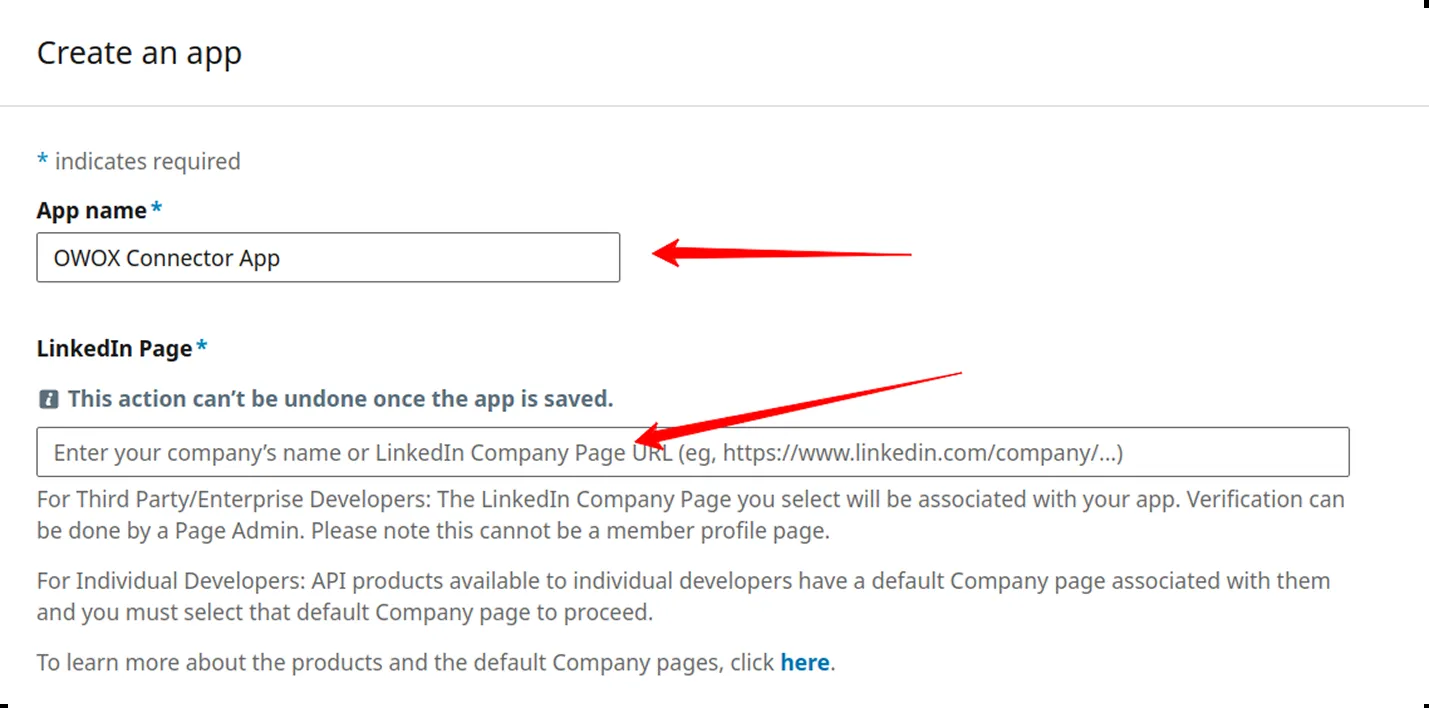 Create an app
* indicates required
App name*
OWOX Connector App
LinkedIn Page*
i This action can’t be undone once the app is saved.
Enter your company’s name or LinkedIn Company Page URL (eg, https://www.linkedin.com/company/...)
For Third Party/Enterprise Developers: The LinkedIn Company Page you select will be associated with your app. Verification can
be done by a Page Admin. Please note this cannot be a member profile page.
For Individual Developers: API products available to individual developers have a default Company page associated with them
and you must select that default Company page to proceed.
To learn more about the products and the default Company pages, click here.